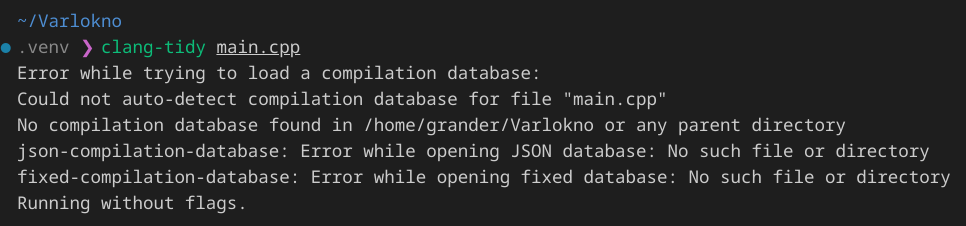 ~/Varlokno
.venv ❯ clang-tidy main.cpp
Error while trying to load a compilation database:
Could not auto-detect compilation database for file "main.cpp"
No compilation database found in /home/grander/Varlokno or any parent directory
json-compilation-database: Error while opening JSON database: No such file or directory
fixed-compilation-database: Error while opening fixed database: No such file or directory
Running without flags.